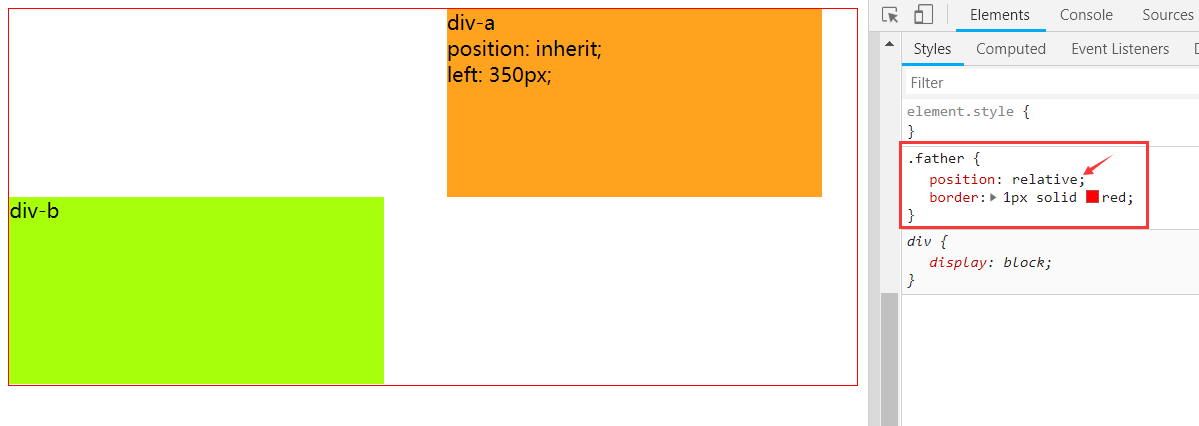 div-a
position: inherit;
left: 350px;
div-b
Elements Console Sources
Styles Computed Event Listeners
Filter
element.style {
}
.father {
position: relative;
border: 1px solid red;
}
div {
display: block;
}